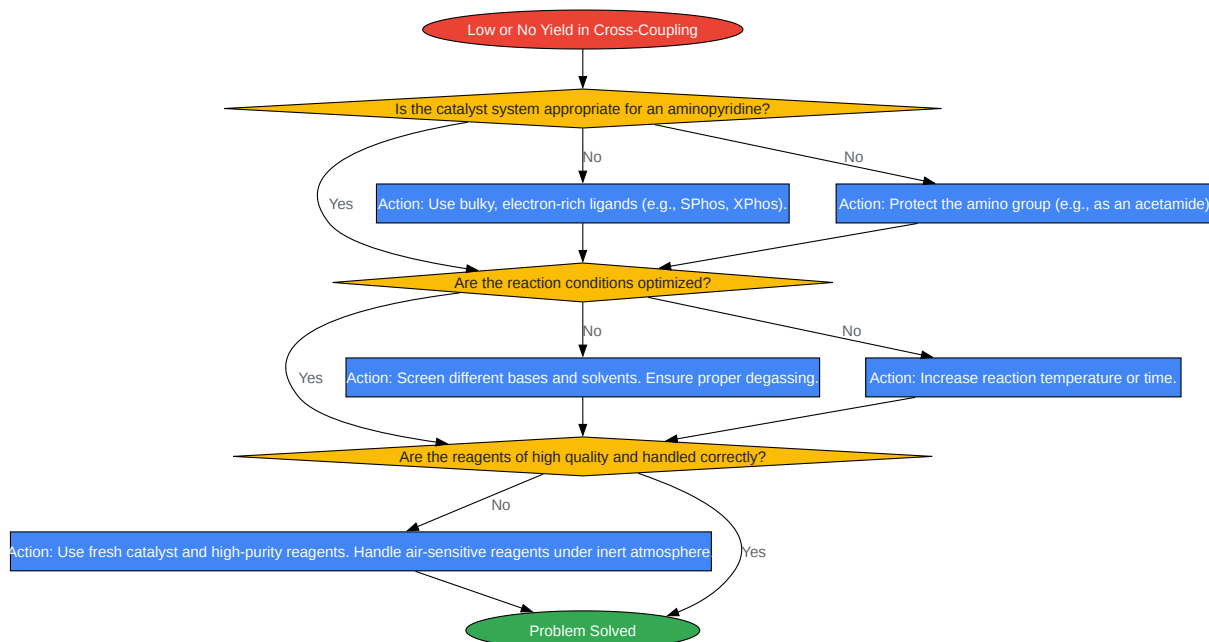 Low or No Yield in Cross-Coupling
Is the catalyst system appropriate for an aminopyridine?
No
No
Yes
Action: Use bulky, electron-rich ligands (e.g., SPhos, XPhos).
Action: Protect the amino group (e.g., as an acetamide)
Are the reaction conditions optimized?
No
No
Yes
Action: Screen different bases and solvents. Ensure proper degassing.
Action: Increase reaction temperature or time.
Are the reagents of high quality and handled correctly?
No
Action: Use fresh catalyst and high-purity reagents. Handle air-sensitive reagents under inert atmosphere.
Yes
Problem Solved